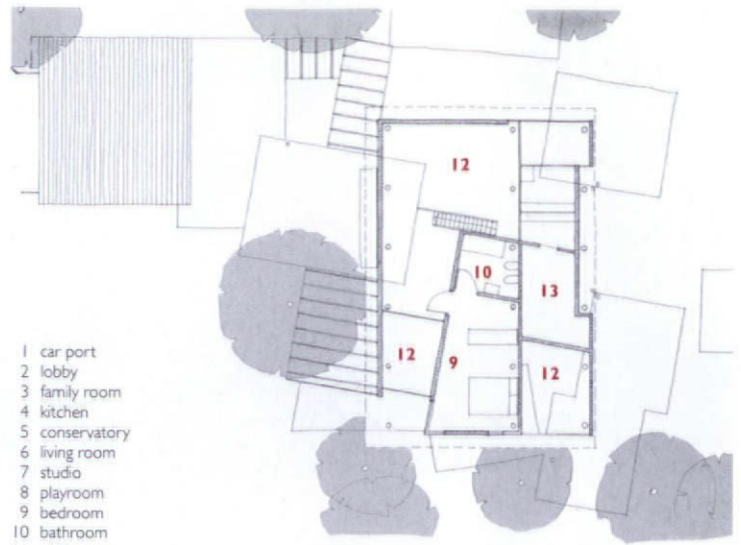 12
10
13
12
9
12
1 car port
2 lobby
3 family room
4 kitchen
5 conservatory
6 living room
7 studio
8 playroom
9 bedroom
10 bathroom